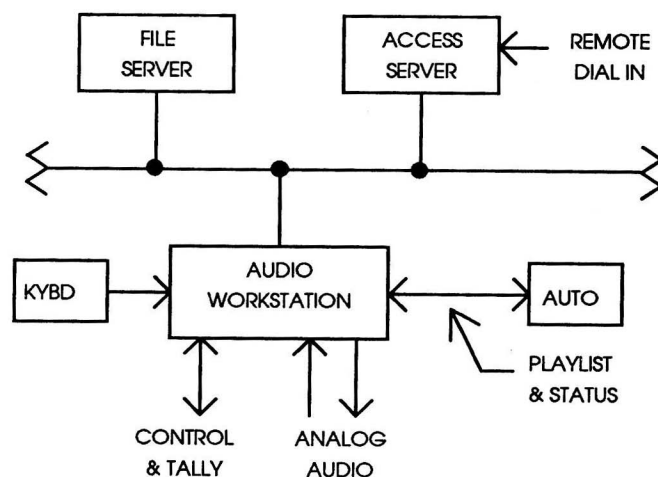 FILE
SERVER
ACCESS
SERVER
REMOTE
DIAL IN
KYBD
AUDIO
WORKSTATION
AUTO
PLAYLIST
& STATUS
CONTROL
& TALLY
ANALOG
AUDIO